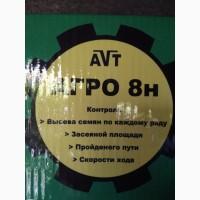 AVT
АГРО 8н
Контроль
> Высева семян по каждому ряду
> Засеяной площади
> Пройденого пути
> Скорости хода